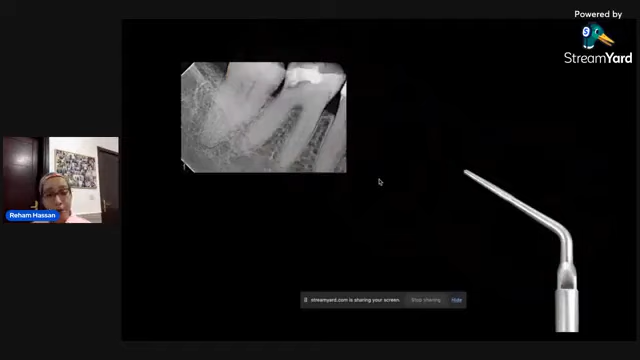 Powered by
StreamYard
Reham Hassan
streamyard.com is sharing your screen.
Stop sharing
Hide